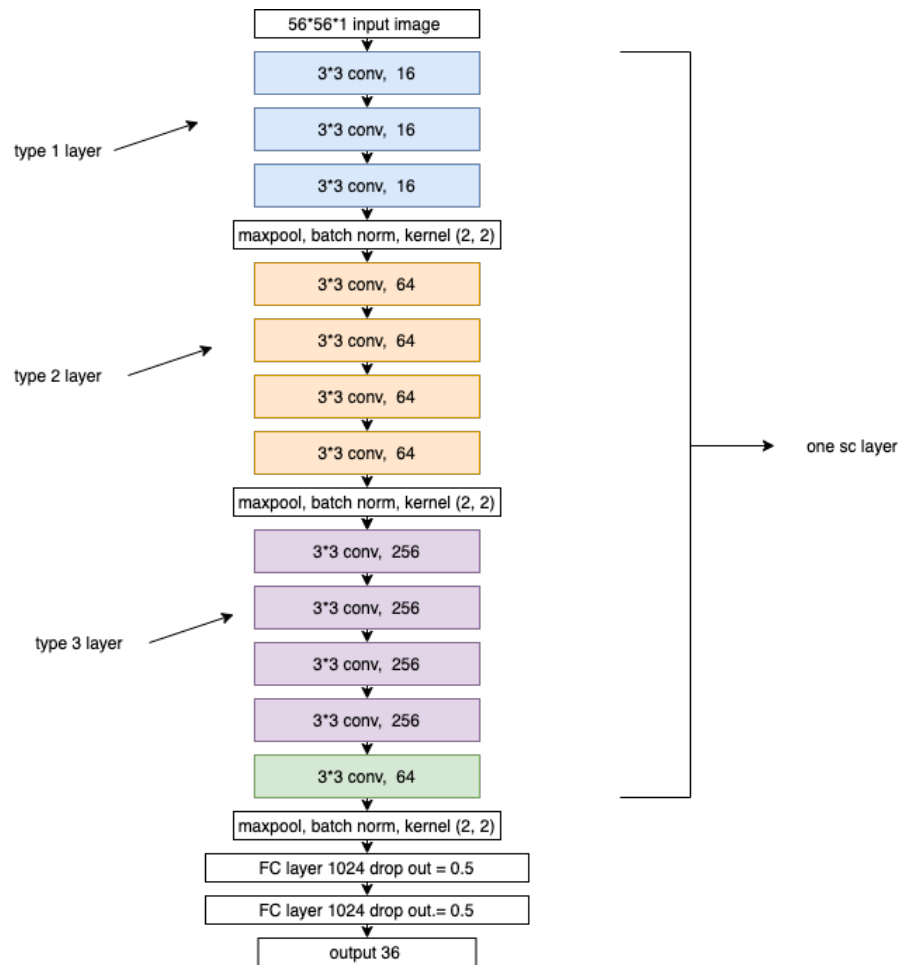 56*56*1 input image
3*3 conv,  16
3*3 conv,  16
type 1 layer
3*3 conv,  16
maxpool, batch norm, kernel (2, 2)
3*3 conv,  64
3*3 conv,  64
type 2 layer
3*3 conv,  64
3*3 conv,  64
one sc layer
maxpool, batch norm, kernel (2, 2)
3*3 conv,  256
3*3 conv,  256
type 3 layer
3*3 conv,  256
3*3 conv,  256
3*3 conv,  64
maxpool, batch norm, kernel (2, 2)
FC layer 1024 drop out = 0.5
FC layer 1024 drop out.= 0.5
output 36